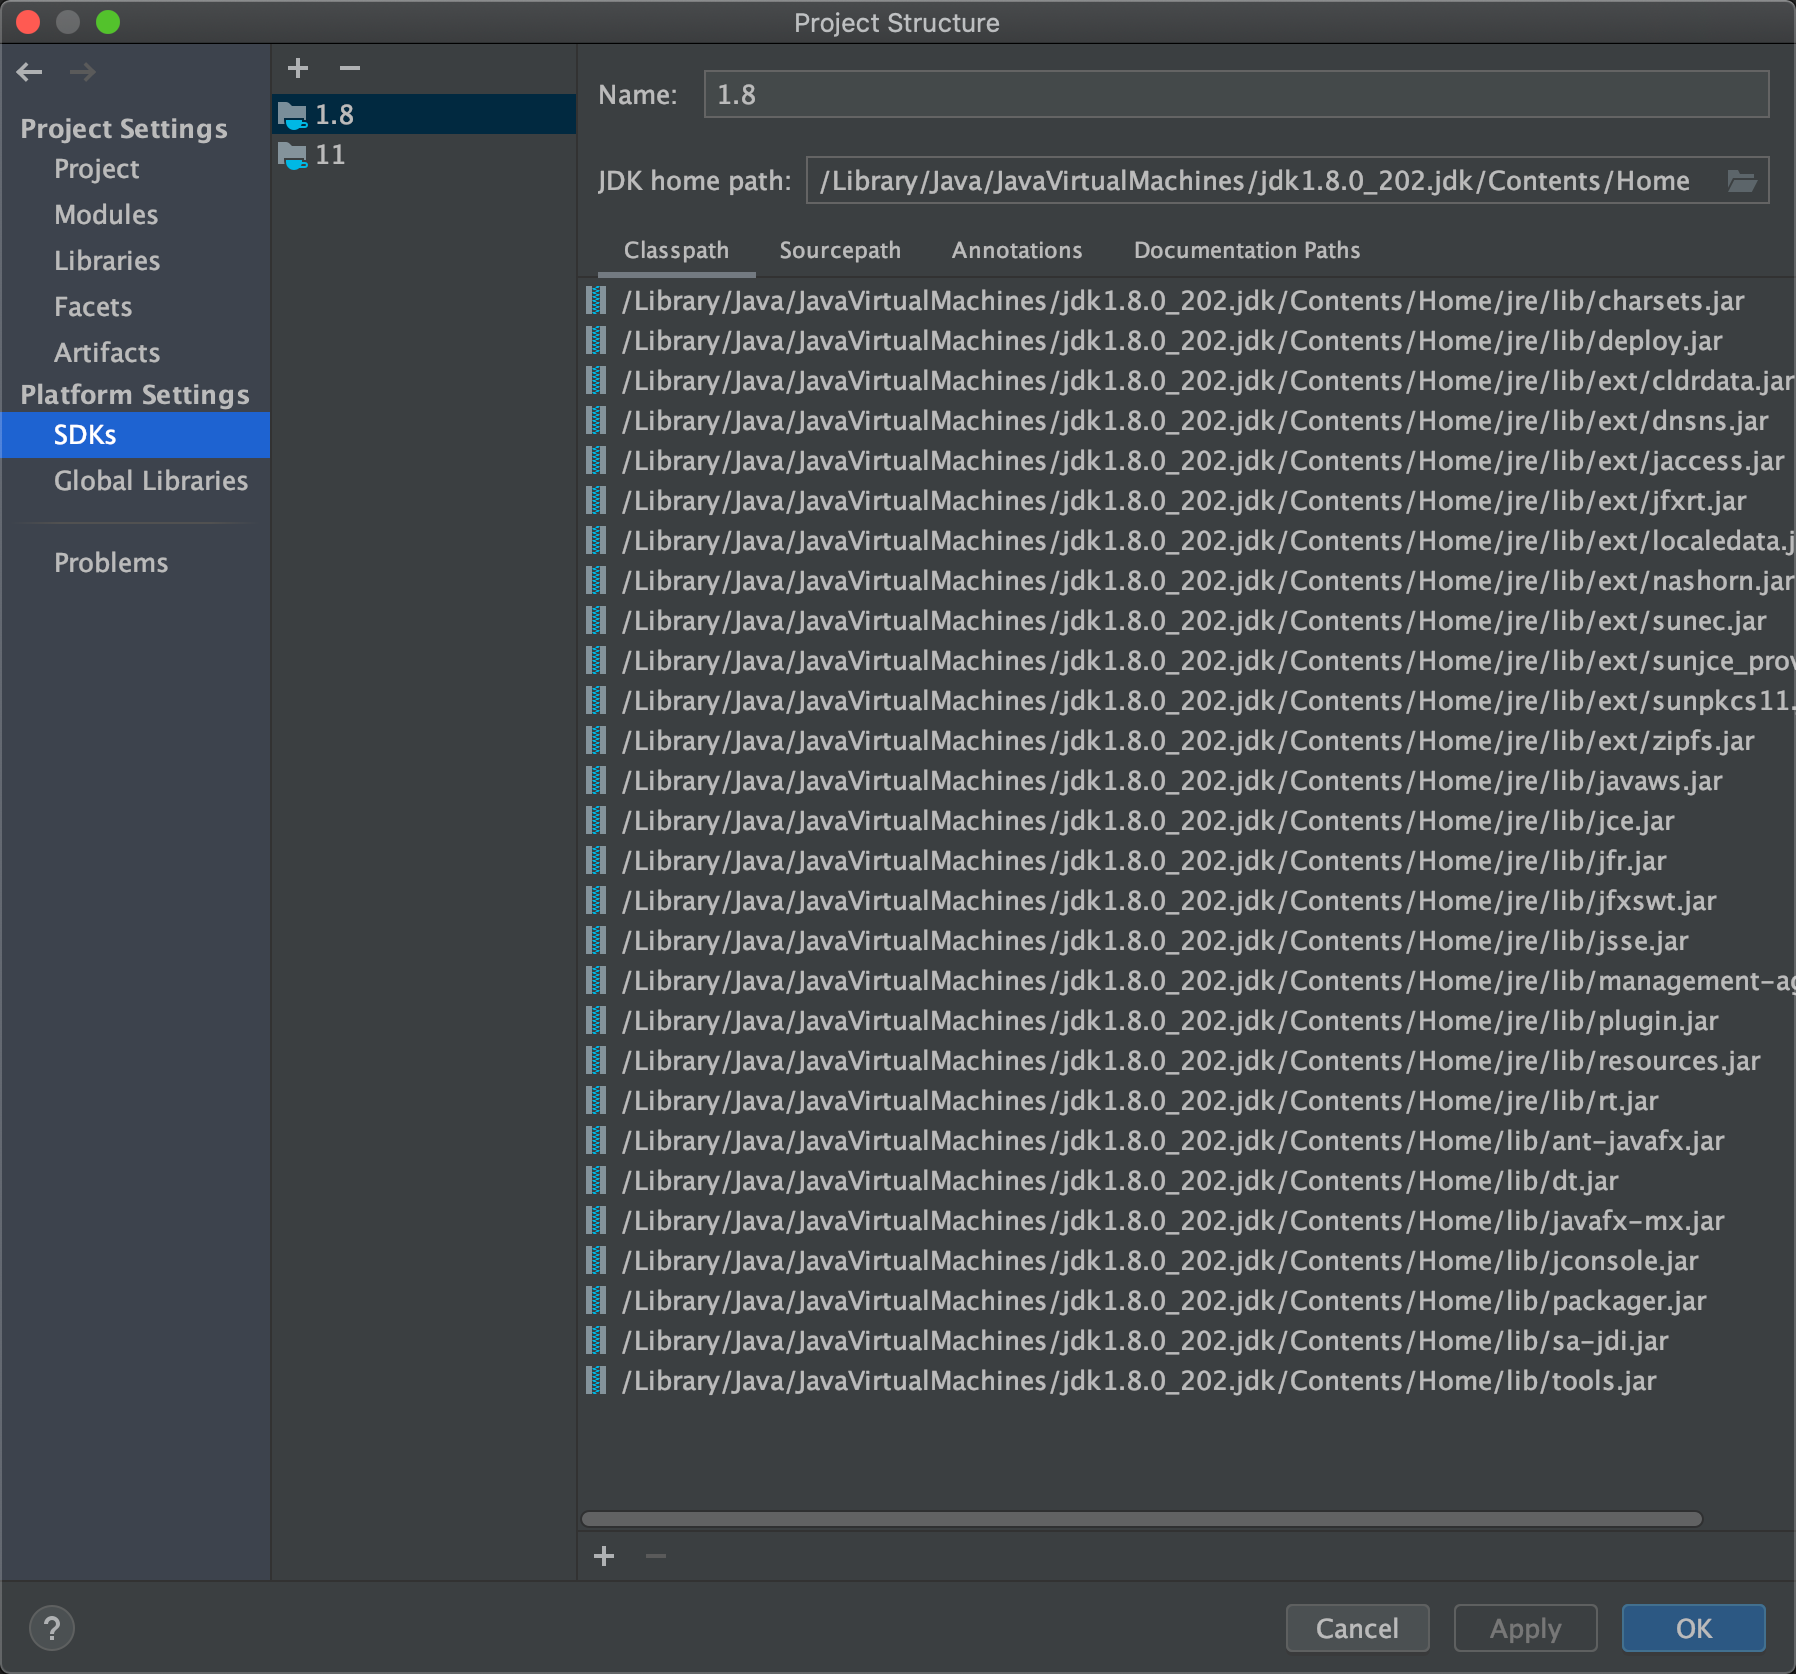 Project Structure
Project Settings
Project
Modules
Libraries
Facets
Artifacts
Platform Settings
SDKs
Global Libraries
Problems
1.8
11
Name: 1.8
JDK home path: /Library/Java/JavaVirtualMachines/jdk1.8.0_202.jdk/Contents/Home
Classpath Sourcepath Annotations Documentation Paths
/Library/Java/JavaVirtualMachines/jdk1.8.0_202.jdk/Contents/Home/jre/lib/charsets.jar
/Library/Java/JavaVirtualMachines/jdk1.8.0_202.jdk/Contents/Home/jre/lib/deploy.jar
/Library/Java/JavaVirtualMachines/jdk1.8.0_202.jdk/Contents/Home/jre/lib/ext/cldrdata.jar
/Library/Java/JavaVirtualMachines/jdk1.8.0_202.jdk/Contents/Home/jre/lib/ext/dnsns.jar
/Library/Java/JavaVirtualMachines/jdk1.8.0_202.jdk/Contents/Home/jre/lib/ext/jaccess.jar
/Library/Java/JavaVirtualMachines/jdk1.8.0_202.jdk/Contents/Home/jre/lib/ext/jfxrt.jar
/Library/Java/JavaVirtualMachines/jdk1.8.0_202.jdk/Contents/Home/jre/lib/ext/localedata.j
/Library/Java/JavaVirtualMachines/jdk1.8.0_202.jdk/Contents/Home/jre/lib/ext/nashorn.jar
/Library/Java/JavaVirtualMachines/jdk1.8.0_202.jdk/Contents/Home/jre/lib/ext/sunec.jar
/Library/Java/JavaVirtualMachines/jdk1.8.0_202.jdk/Contents/Home/jre/lib/ext/sunjce_prov
/Library/Java/JavaVirtualMachines/jdk1.8.0_202.jdk/Contents/Home/jre/lib/ext/sunpkcs11.
/Library/Java/JavaVirtualMachines/jdk1.8.0_202.jdk/Contents/Home/jre/lib/ext/zipfs.jar
/Library/Java/JavaVirtualMachines/jdk1.8.0_202.jdk/Contents/Home/jre/lib/javaws.jar
/Library/Java/JavaVirtualMachines/jdk1.8.0_202.jdk/Contents/Home/jre/lib/jce.jar
/Library/Java/JavaVirtualMachines/jdk1.8.0_202.jdk/Contents/Home/jre/lib/jfr.jar
/Library/Java/JavaVirtualMachines/jdk1.8.0_202.jdk/Contents/Home/jre/lib/jfxswt.jar
/Library/Java/JavaVirtualMachines/jdk1.8.0_202.jdk/Contents/Home/jre/lib/jsse.jar
/Library/Java/JavaVirtualMachines/jdk1.8.0_202.jdk/Contents/Home/jre/lib/management-ag
/Library/Java/JavaVirtualMachines/jdk1.8.0_202.jdk/Contents/Home/jre/lib/plugin.jar
/Library/Java/JavaVirtualMachines/jdk1.8.0_202.jdk/Contents/Home/jre/lib/resources.jar
/Library/Java/JavaVirtualMachines/jdk1.8.0_202.jdk/Contents/Home/jre/lib/rt.jar
/Library/Java/JavaVirtualMachines/jdk1.8.0_202.jdk/Contents/Home/lib/ant-javafx.jar
/Library/Java/JavaVirtualMachines/jdk1.8.0_202.jdk/Contents/Home/lib/dt.jar
/Library/Java/JavaVirtualMachines/jdk1.8.0_202.jdk/Contents/Home/lib/javafx-mx.jar
/Library/Java/JavaVirtualMachines/jdk1.8.0_202.jdk/Contents/Home/lib/jconsole.jar
/Library/Java/JavaVirtualMachines/jdk1.8.0_202.jdk/Contents/Home/lib/packager.jar
/Library/Java/JavaVirtualMachines/jdk1.8.0_202.jdk/Contents/Home/lib/sa-jdi.jar
/Library/Java/JavaVirtualMachines/jdk1.8.0_202.jdk/Contents/Home/lib/tools.jar
? Cancel Apply OK